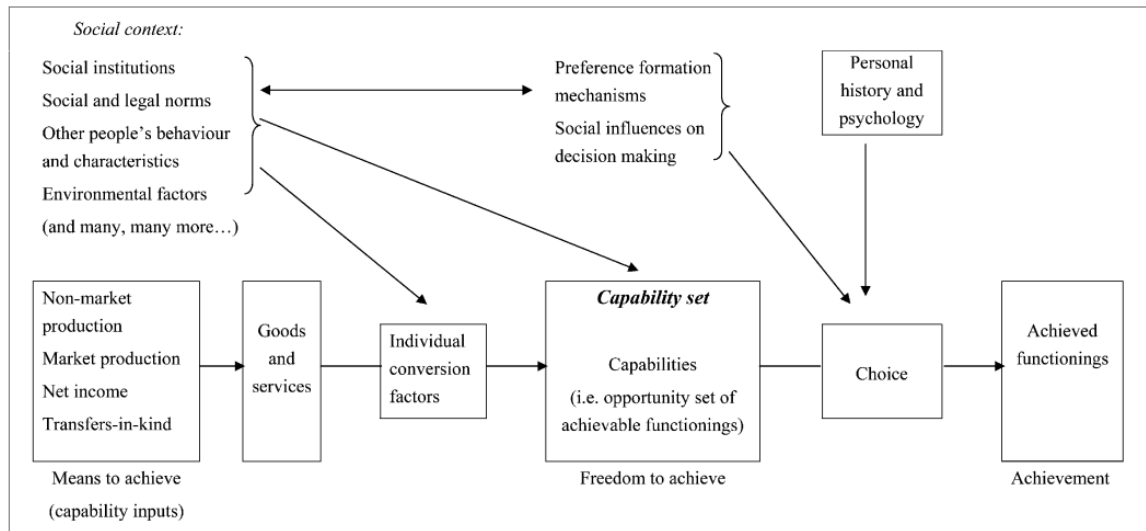 Social context:
Social institutions
Social and legal norms
Other people’s behaviour
and characteristics
Environmental factors
(and many, many more…)
Preference formation
mechanisms
Social influences on
decision making
Personal
history and
psychology
Non-market
production
Market production
Net income
Transfers-in-kind
Means to achieve
(capability inputs)
Goods
and
services
Individual
conversion
factors
Capability set
Capabilities
(i.e. opportunity set of
achievable functionings)
Freedom to achieve
Choice
Achieved
functionings
Achievement